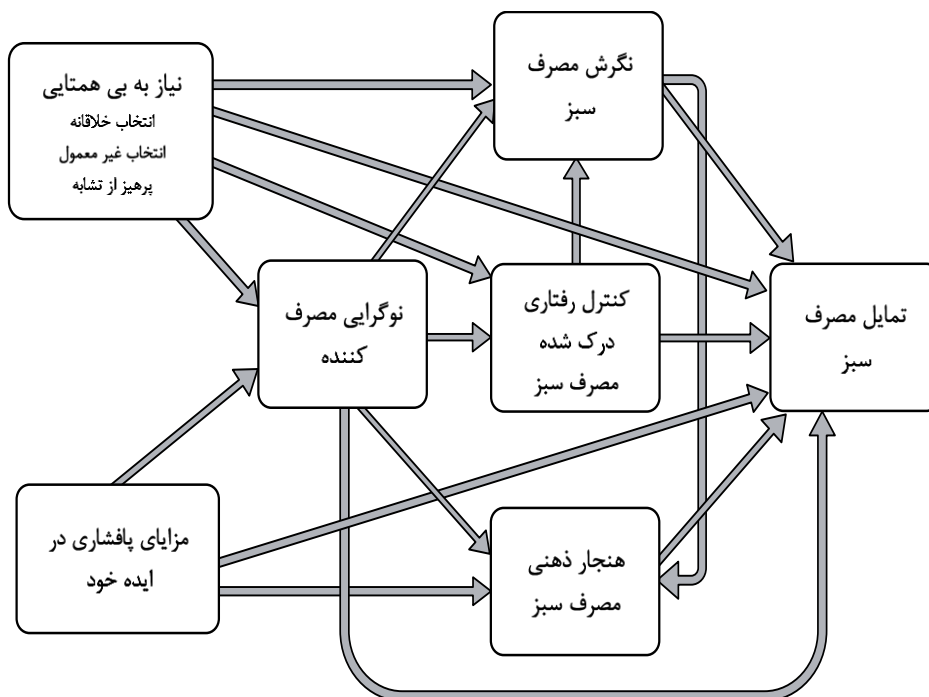 نیاز به بی همتایی
انتخاب خلاقانه
انتخاب غیر معمول
پرهیز از تشابه
نگرش مصرف
سبز
نوگرایی مصرف
کننده
کنترل رفتاری
درک شده
مصرف سبز
تمایل مصرف
سبز
مزایای پافشاری در
ایده خود
هنجار ذهنی
مصرف سبز